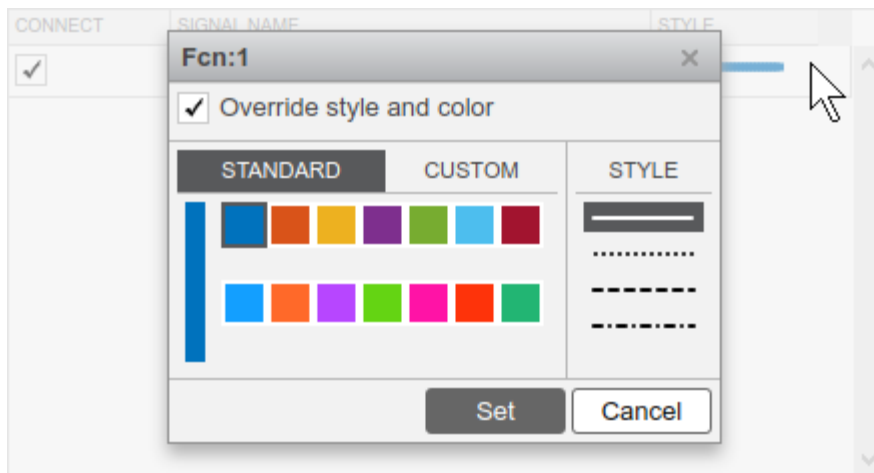 CONNECT SIGNAL NAME STYLE
Fcn:1
Override style and color
STANDARD CUSTOM STYLE
Set Cancel